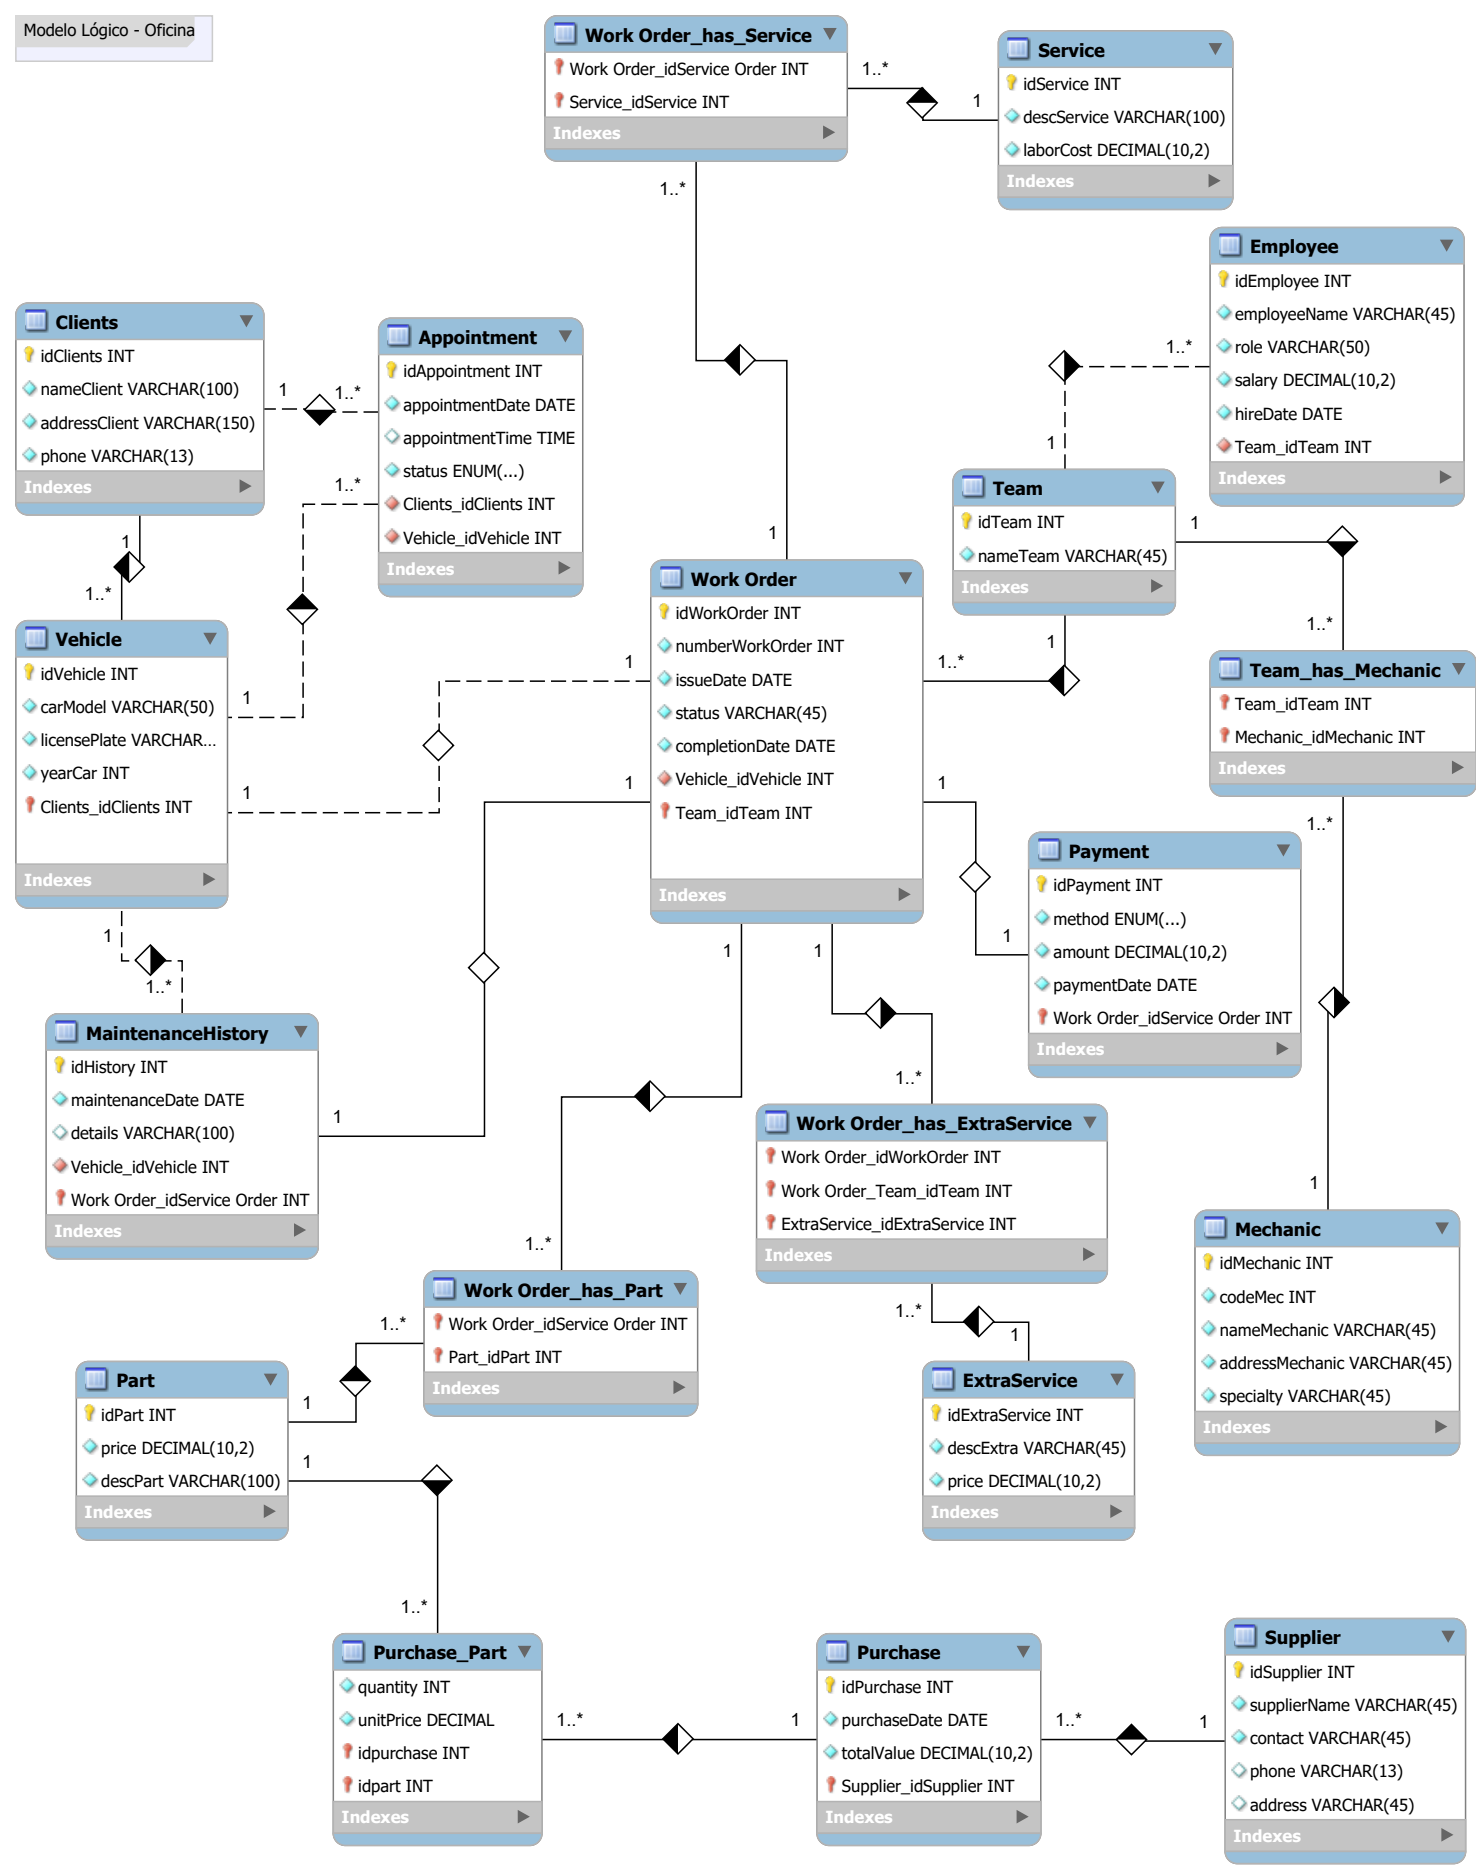 Modelo Lógico - Oficina
Work Order_has_Service
Work Order_idService Order INT
Service_idService INT
Indexes
1..*
1
Service
idService INT
descService VARCHAR(100)
laborCost DECIMAL(10,2)
Indexes
1..*
1
Employee
idEmployee INT
employeeName VARCHAR(45)
role VARCHAR(50)
salary DECIMAL(10,2)
hireDate DATE
Team_idTeam INT
Indexes
1..*
1
Clients
idClients INT
nameClient VARCHAR(100)
addressClient VARCHAR(150)
phone VARCHAR(13)
Indexes
1
1..*
Appointment
idAppointment INT
appointmentDate DATE
appointmentTime TIME
status ENUM(...)
Clients_idClients INT
Vehicle_idVehicle INT
Indexes
1..*
1
1
1..*
Team
idTeam INT
nameTeam VARCHAR(45)
Indexes
1
1..*
1
1..*
Vehicle
idVehicle INT
carModel VARCHAR(50)
licensePlate VARCHAR...
yearCar INT
Clients_idClients INT
Indexes
1
1
Work Order
idWorkOrder INT
numberWorkOrder INT
issueDate DATE
status VARCHAR(45)
completionDate DATE
Vehicle_idVehicle INT
Team_idTeam INT
Indexes
Team_has_Mechanic
Team_idTeam INT
Mechanic_idMechanic INT
Indexes
1..*
1
1
1
1
Payment
idPayment INT
method ENUM(...)
amount DECIMAL(10,2)
paymentDate DATE
Work Order_idService Order INT
Indexes
1
1..*
MaintenanceHistory
idHistory INT
maintenanceDate DATE
details VARCHAR(100)
Vehicle_idVehicle INT
Work Order_idService Order INT
Indexes
1
1
1..*
1
1..*
Work Order_has_ExtraService
Work Order_idWorkOrder INT
Work Order_Team_idTeam INT
ExtraService_idExtraService INT
Indexes
1..*
1
Mechanic
idMechanic INT
codeMec INT
nameMechanic VARCHAR(45)
addressMechanic VARCHAR(45)
specialty VARCHAR(45)
Indexes
Work Order_has_Part
Work Order_idService Order INT
Part_idPart INT
Indexes
1..*
1
Part
idPart INT
price DECIMAL(10,2)
descPart VARCHAR(100)
Indexes
1
1..*
ExtraService
idExtraService INT
descExtra VARCHAR(45)
price DECIMAL(10,2)
Indexes
Purchase_Part
quantity INT
unitPrice DECIMAL
idpurchase INT
idpart INT
Indexes
1..*
1
Purchase
idPurchase INT
purchaseDate DATE
totalValue DECIMAL(10,2)
Supplier_idSupplier INT
Indexes
1..*
1
Supplier
idSupplier INT
supplierName VARCHAR(45)
contact VARCHAR(45)
phone VARCHAR(13)
address VARCHAR(45)
Indexes